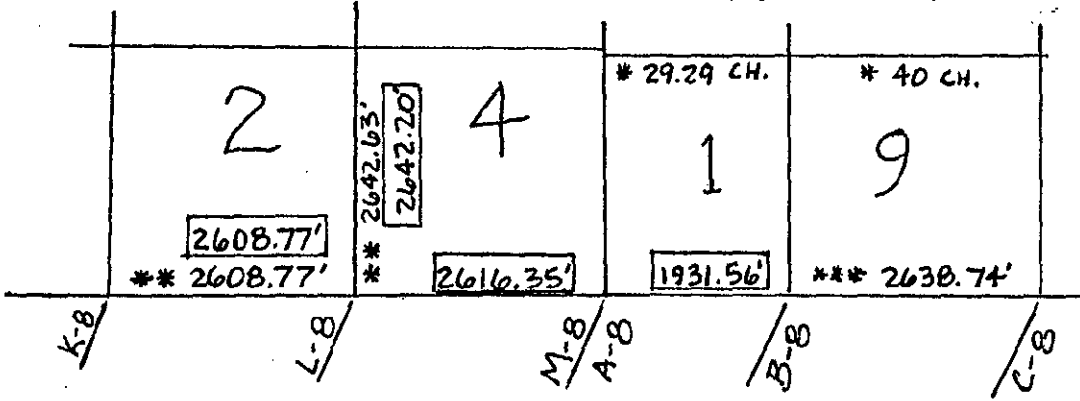 * 29.29 CH.
* 40 CH.
2
** 2642.63'
2642.20'
4
1
9
2608.77'
** 2608.77'
2616.35'
1931.56'
*** 2638.74'
K-8
L-8
M-8
A-8
B-8
C-8